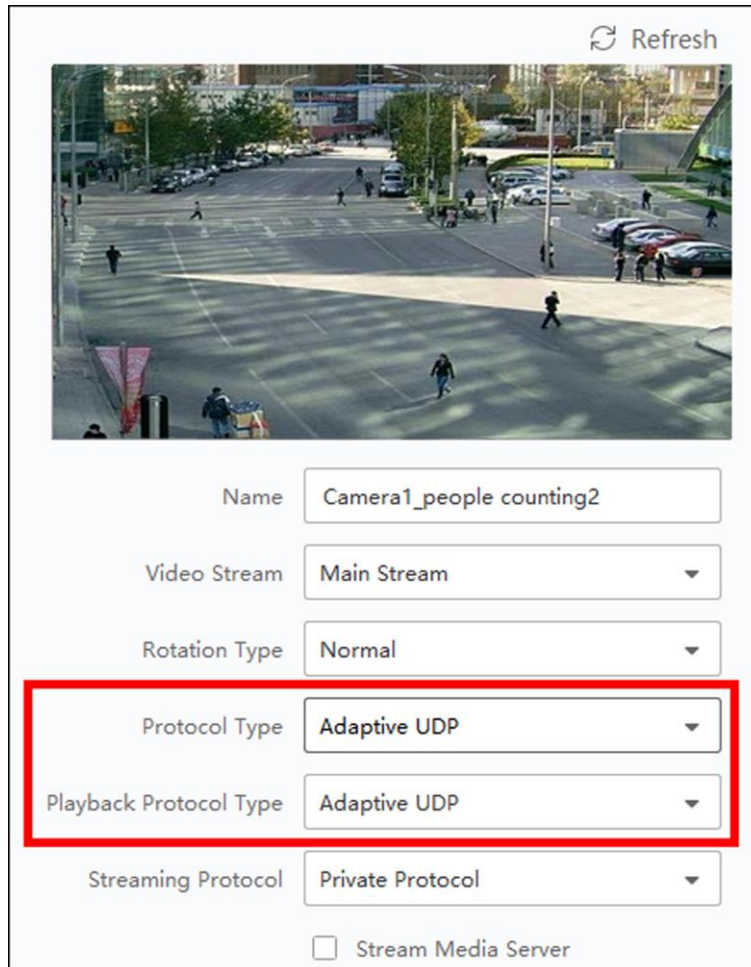 Refresh
Name Camera1_people counting2
Video Stream Main Stream
Rotation Type Normal
Protocol Type Adaptive UDP
Playback Protocol Type Adaptive UDP
Streaming Protocol Private Protocol
Stream Media Server